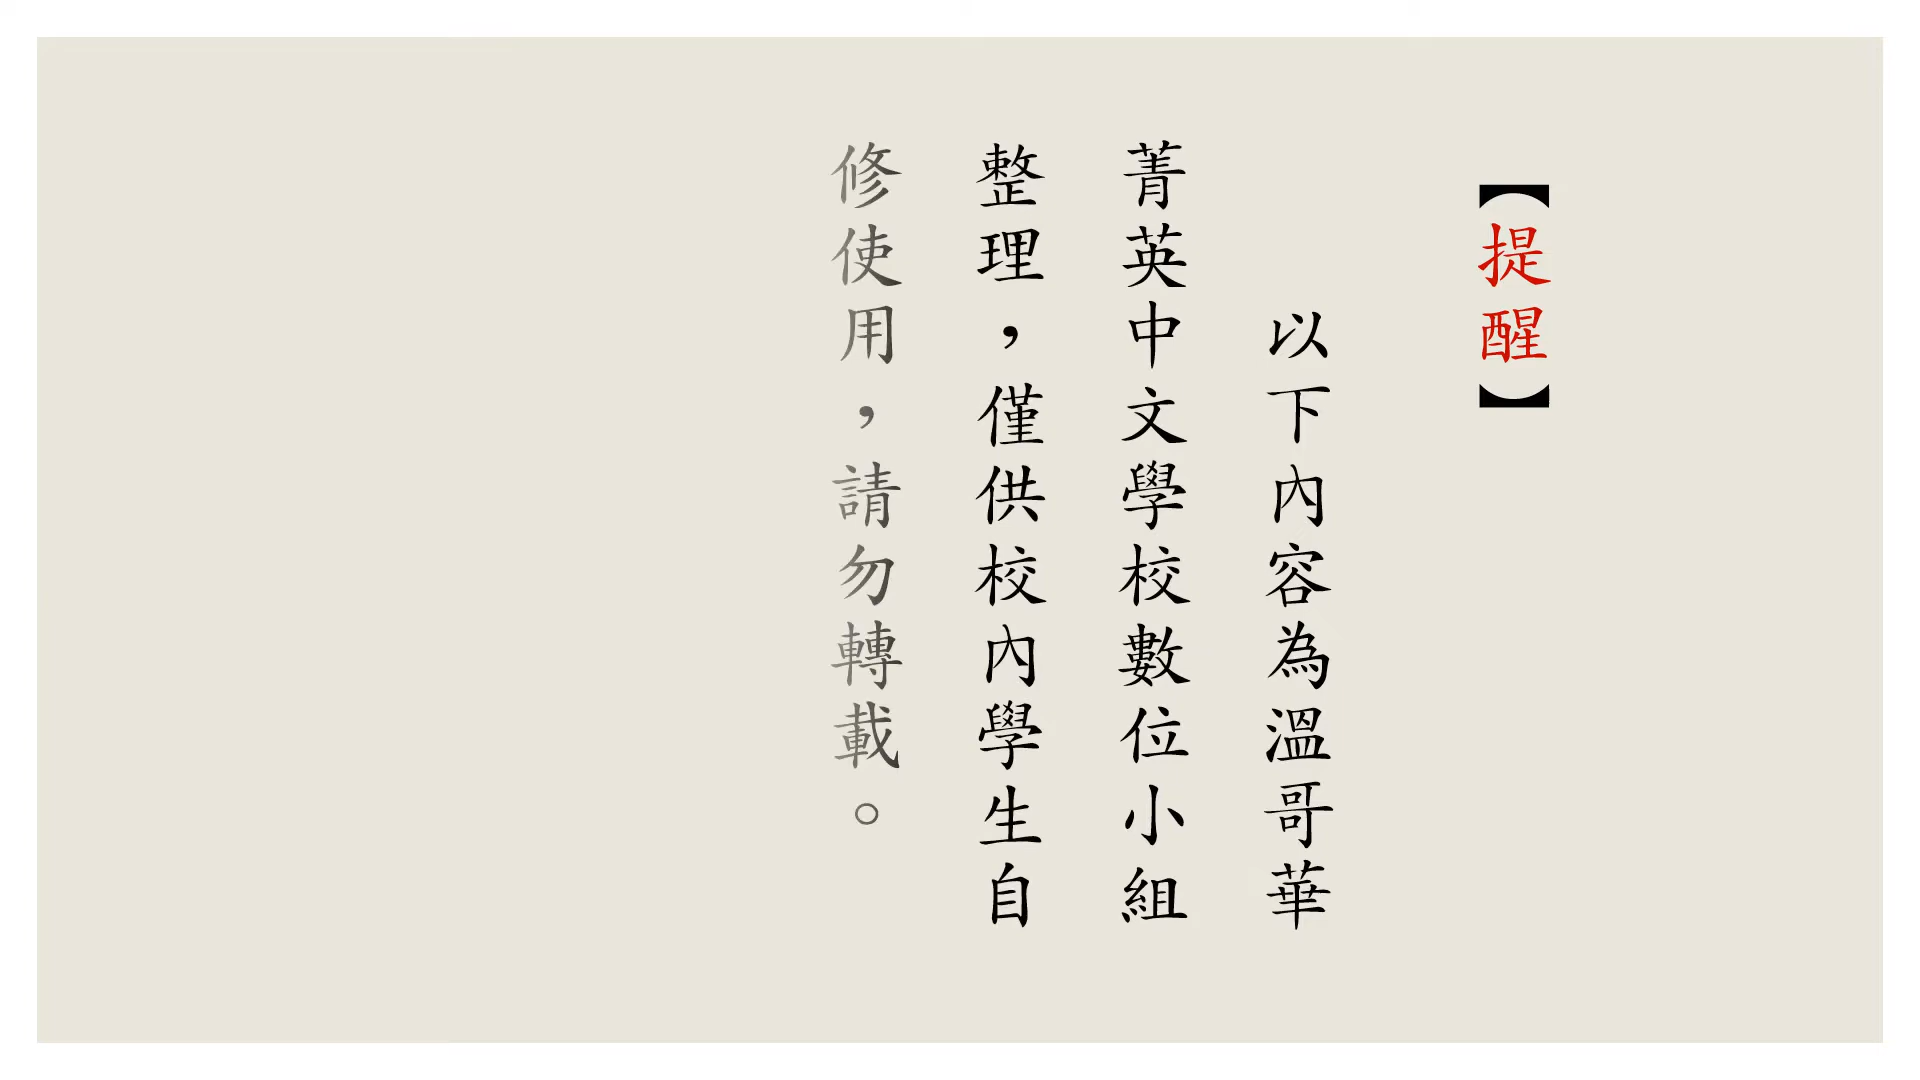 【提醒】
以下內容為溫哥華
菁英中文學校數位小組
整理，僅供校內學生自
修使用，請勿轉載。